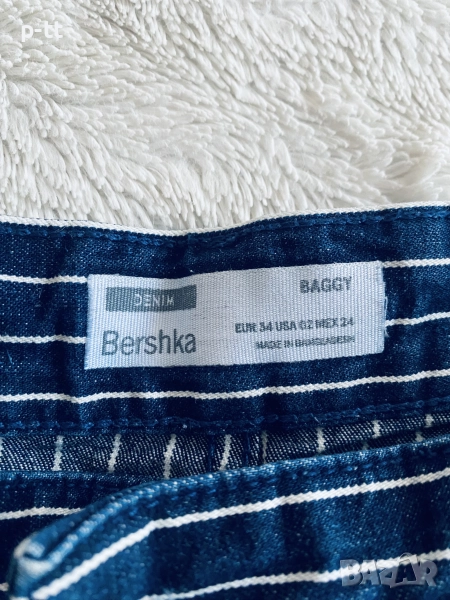 p-tt
DENIM
BAGGY
Bershka
EUR 34 USA 02 MEX 24
MADE IN BANGLADESH
BAZAR